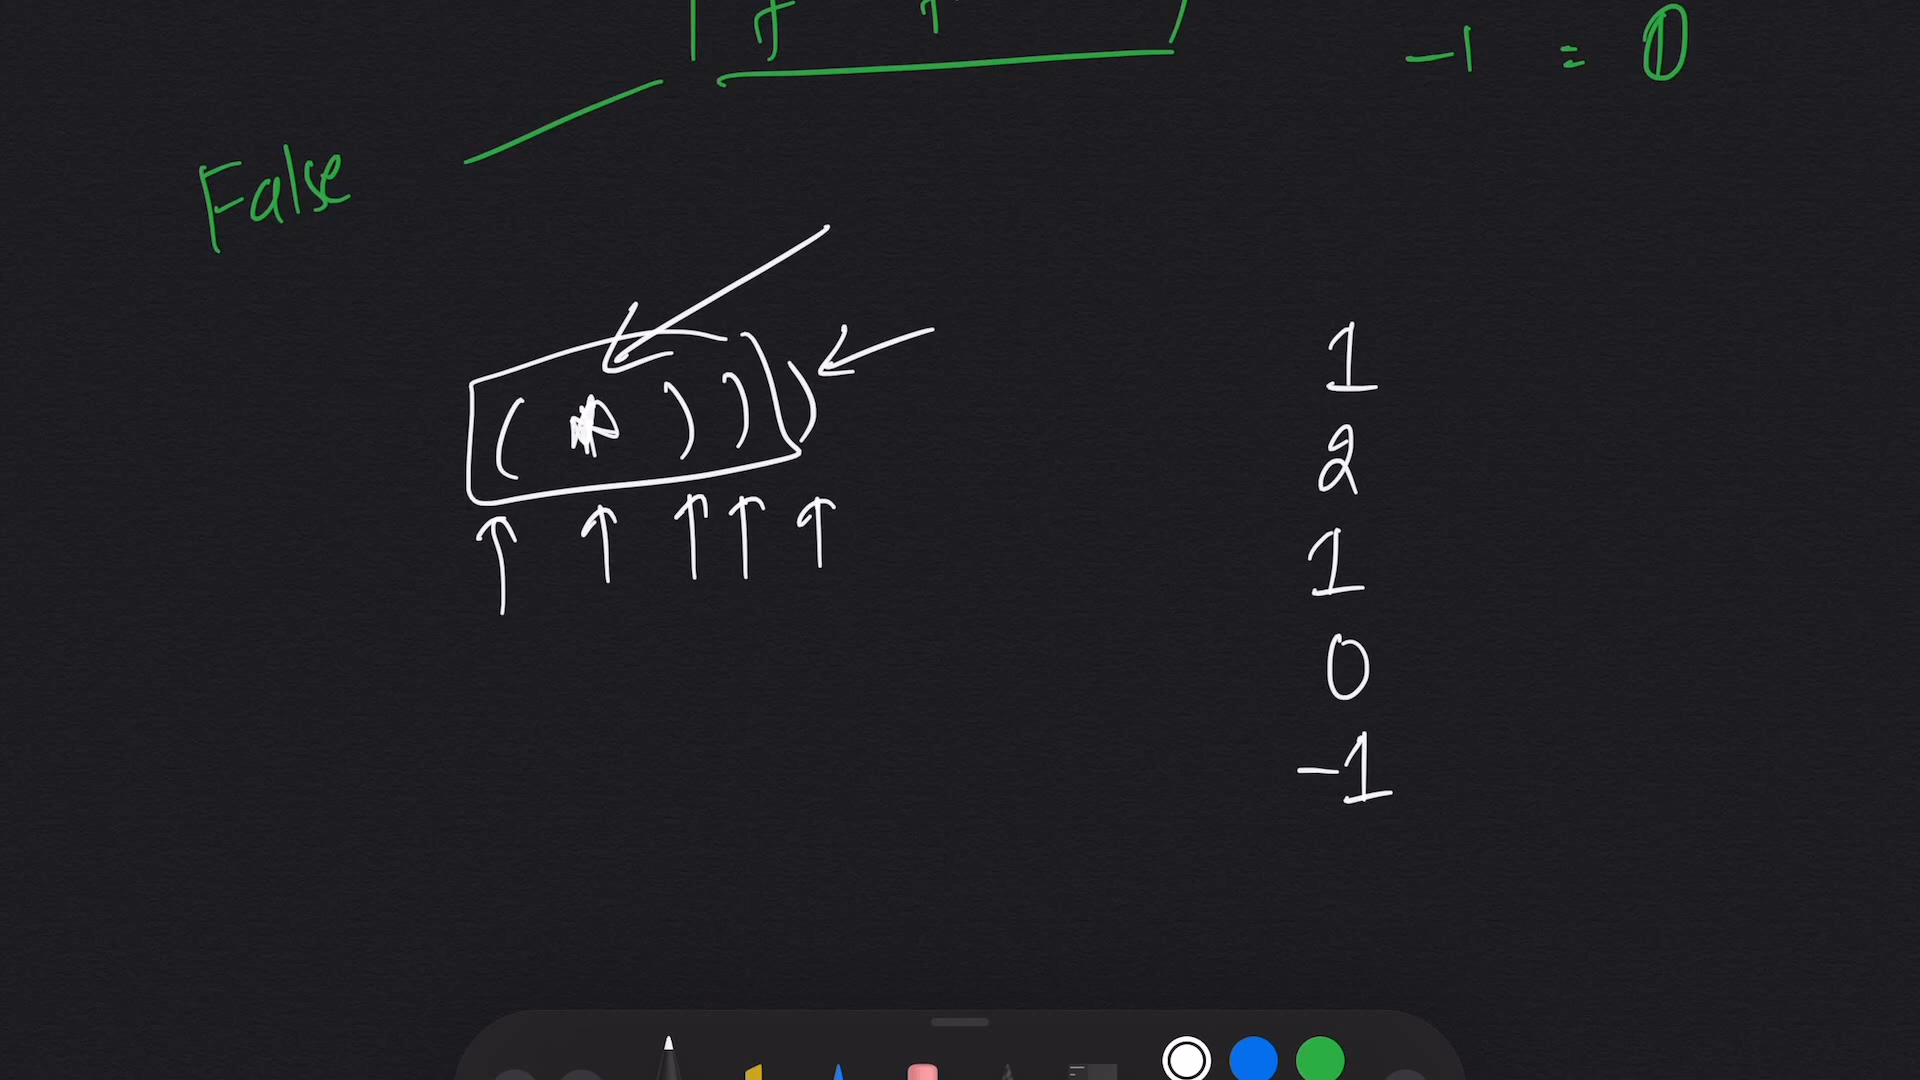 -1 = 0
False
( * ) ) )
1
2
1
0
-1